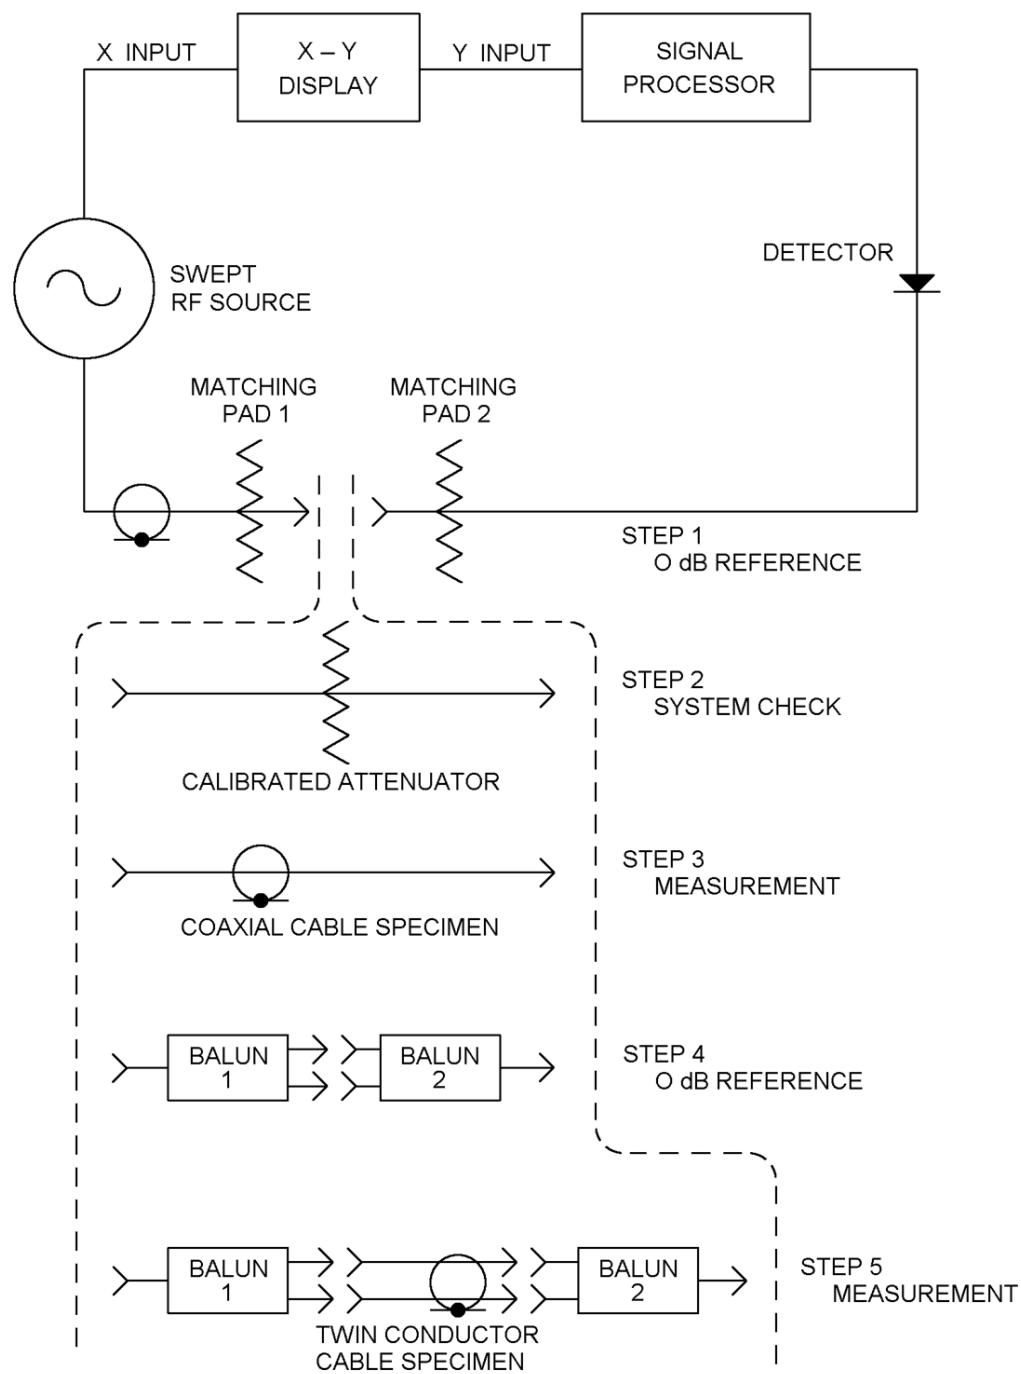 X INPUT
X – Y
DISPLAY
Y INPUT
SIGNAL
PROCESSOR
DETECTOR
SWEPT
RF SOURCE
MATCHING
PAD 1
MATCHING
PAD 2
STEP 1
O dB REFERENCE
STEP 2
SYSTEM CHECK
CALIBRATED ATTENUATOR
STEP 3
MEASUREMENT
COAXIAL CABLE SPECIMEN
BALUN
1
BALUN
2
STEP 4
O dB REFERENCE
BALUN
1
BALUN
2
STEP 5
MEASUREMENT
TWIN CONDUCTOR
CABLE SPECIMEN